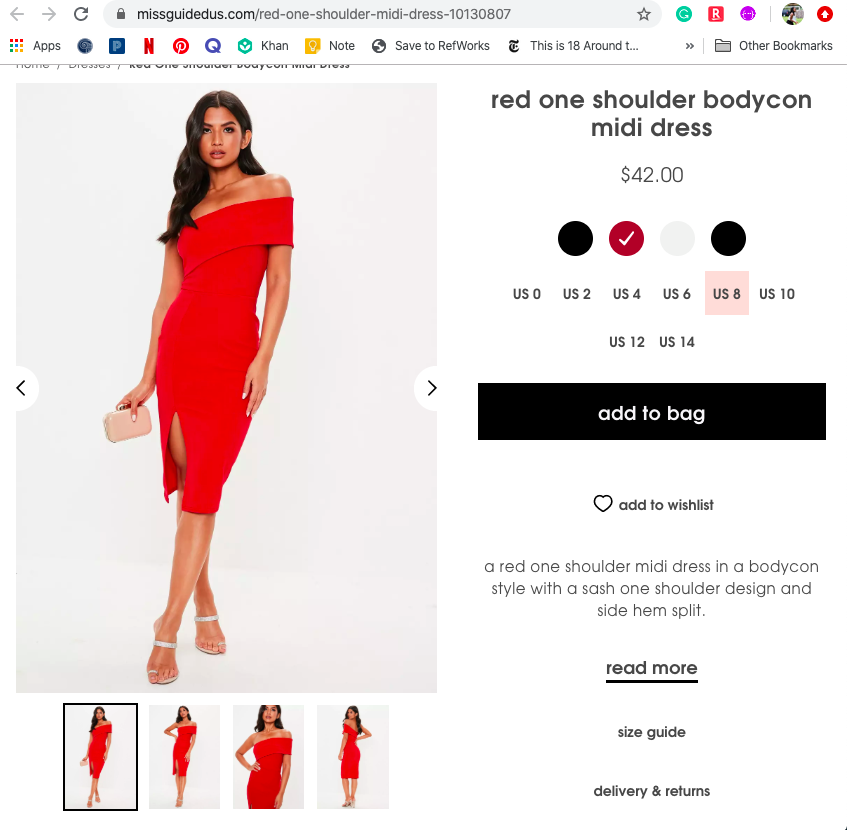 missguidedus.com/red-one-shoulder-midi-dress-10130807
Apps
Khan
Note
Save to RefWorks
This is 18 Around t...
»
Other Bookmarks
Home / Dresses / Red One Shoulder Bodycon Midi Dress
red one shoulder bodycon
midi dress
$42.00
US 0 US 2 US 4 US 6 US 8 US 10
US 12 US 14
add to bag
add to wishlist
a red one shoulder midi dress in a bodycon
style with a sash one shoulder design and
side hem split.
read more
size guide
delivery & returns